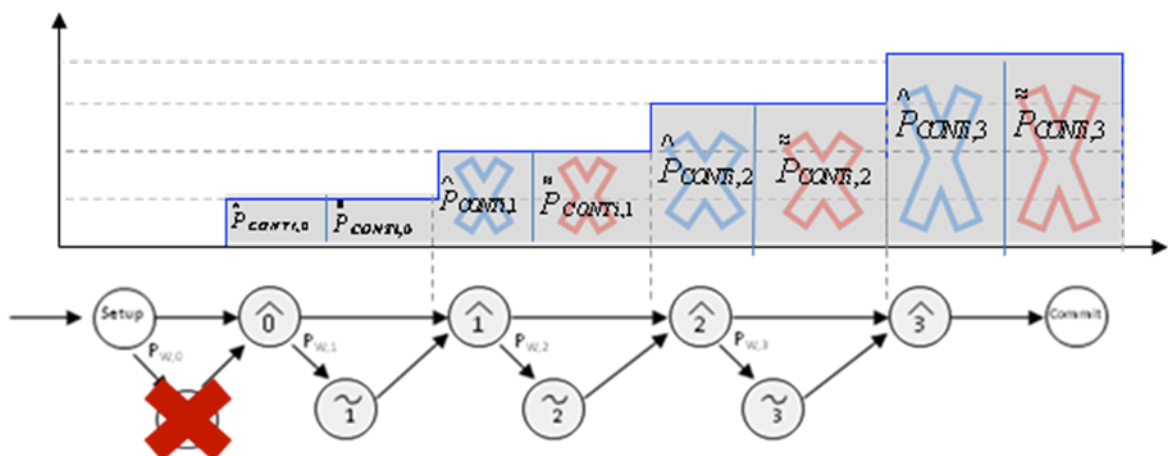 P̂CONTi,0 P̃CONTi,0 P̂CONTi,1 P̃CONTi,1 P̂CONTi,2 P̃CONTi,2 P̂CONTi,3 P̃CONTi,3
Setup ^0 ^1 ^2 ^3 Commit
PW,0 PW,1 PW,2 PW,3
~1 ~2 ~3